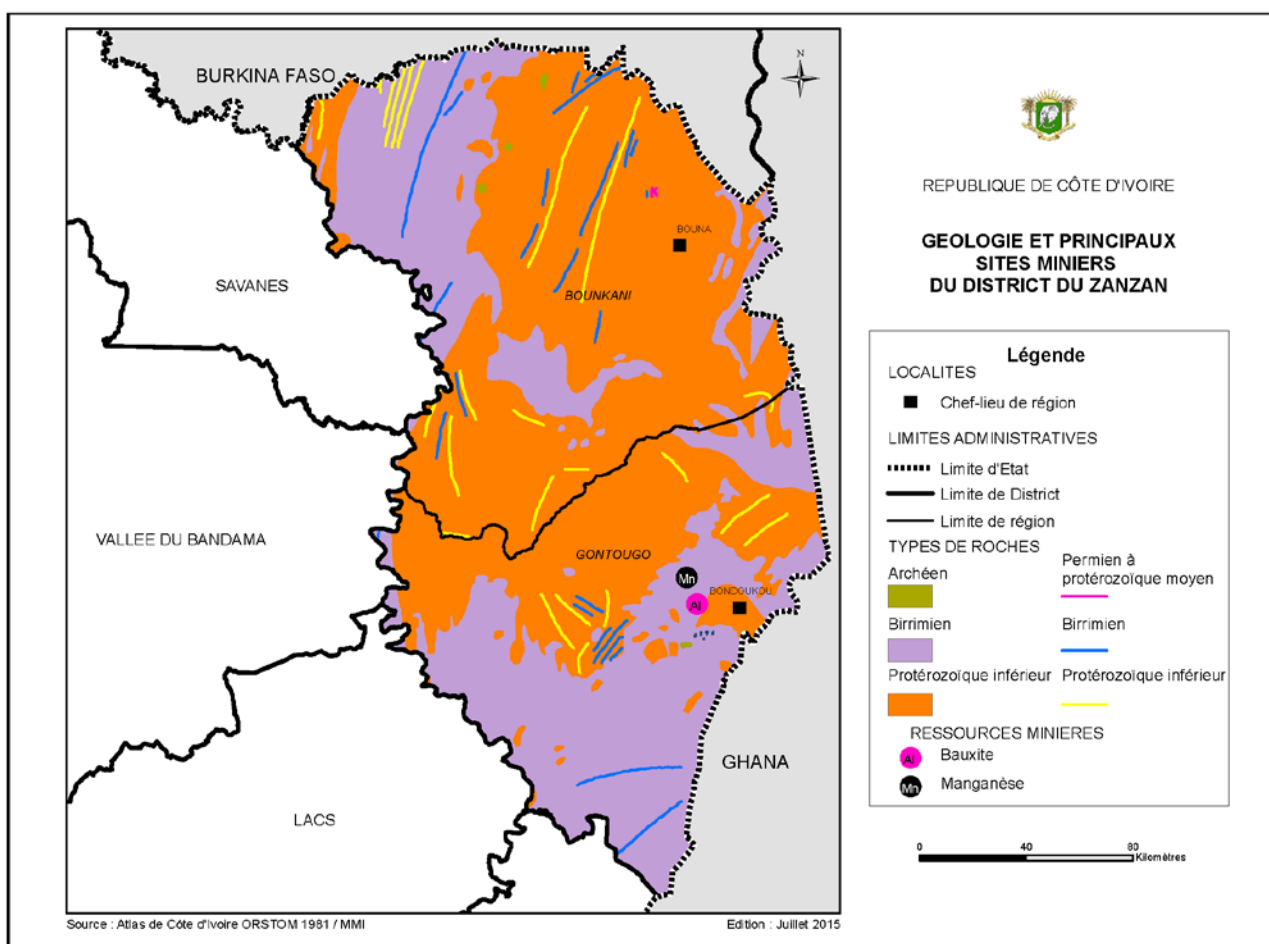 BURKINA FASO
N
BOUNA
SAVANES
BOUNKANI
VALLEE DU BANDAMA
GONTOUGO
Mn
BONDOUKOU
Al
GHANA
LACS
Source : Atlas de Côte d'Ivoire ORSTOM 1981 / MMI
Edition : Juillet 2015
REPUBLIQUE DE CÔTE D'IVOIRE
GEOLOGIE ET PRINCIPAUX
SITES MINIERS
DU DISTRICT DU ZANZAN
Légende
LOCALITES
Chef-lieu de région
LIMITES ADMINISTRATIVES
Limite d'Etat
Limite de District
Limite de région
TYPES DE ROCHES
Archéen
Permien à
protérozoïque moyen
Birrimien
Birrimien
Protérozoïque inférieur
Protérozoïque inférieur
RESSOURCES MINIERES
Al
Bauxite
Mn
Manganèse
0 40 80
Kilomètres